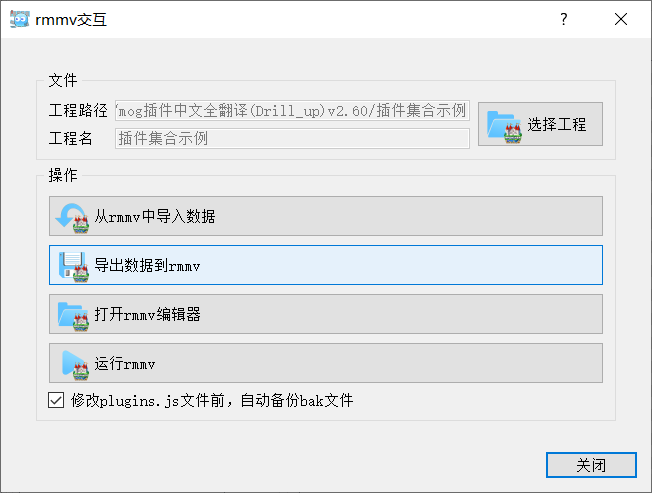 rmmv交互
文件
工程路径 mog插件中文全翻译(Drill_up)v2.60/插件集合示例
选择工程
工程名 插件集合示例
操作
从rmmv中导入数据
导出数据到rmmv
打开rmmv编辑器
运行rmmv
修改plugins.js文件前，自动备份bak文件
关闭